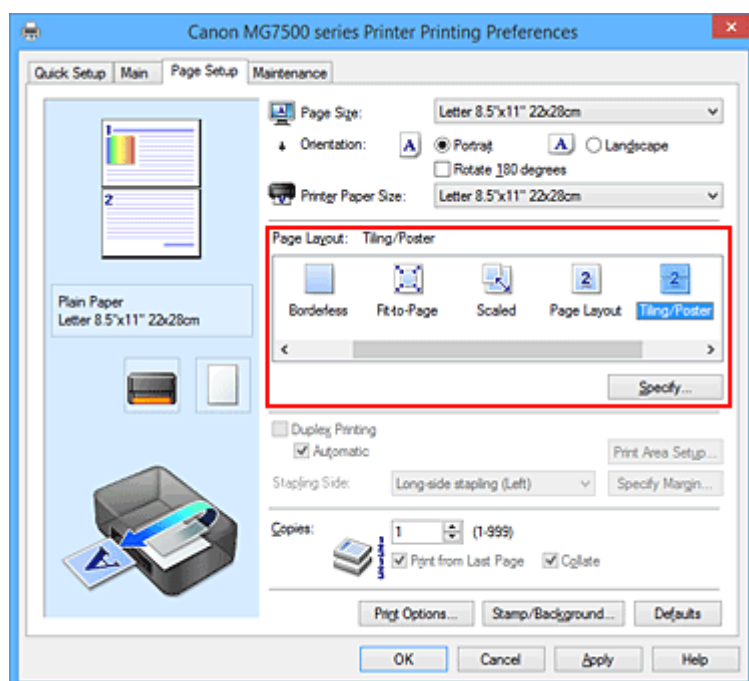 Canon MG7500 series Printer Printing Preferences
Quick Setup Main Page Setup Maintenance
1
2
Plain Paper
Letter 8.5"x11" 22x28cm
Page Size: Letter 8.5"x11" 22x28cm
Orientation: A Portrait A Landscape
Rotate 180 degrees
Printer Paper Size: Letter 8.5"x11" 22x28cm
Page Layout: Tiling/Poster
2 2
Borderless Fit-to-Page Scaled Page Layout Tiling/Poster
Specify...
Duplex Printing
Automatic
Print Area Setup...
Stapling Side: Long-side stapling (Left) Specify Margin...
A
Copies: 1 (1-999)
Print from Last Page Collate
Print Options... Stamp/Background... Defaults
OK Cancel Apply Help